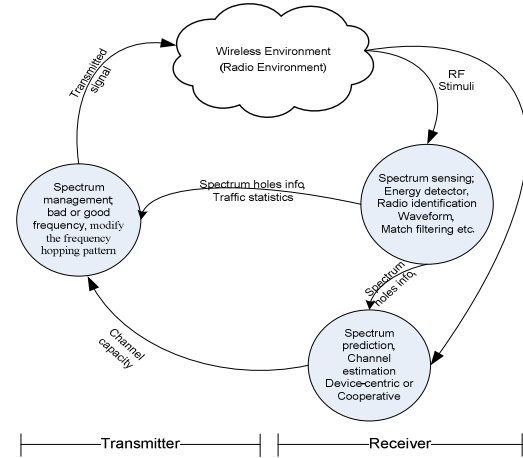 Wireless Environment
(Radio Environment)
Transmitted
signal
RF
Stimuli
Spectrum sensing;
Energy detector,
Radio identification
Waveform,
Match filtering etc.
Spectrum holes info,
Traffic statistics
Spectrum
management;
bad or good
frequency, modify
the frequency
hopping pattern
Spectrum
holes info,
Spectrum
prediction,
Channel
estimation
Device-centric or
Cooperative
Channel
capacity
Transmitter
Receiver